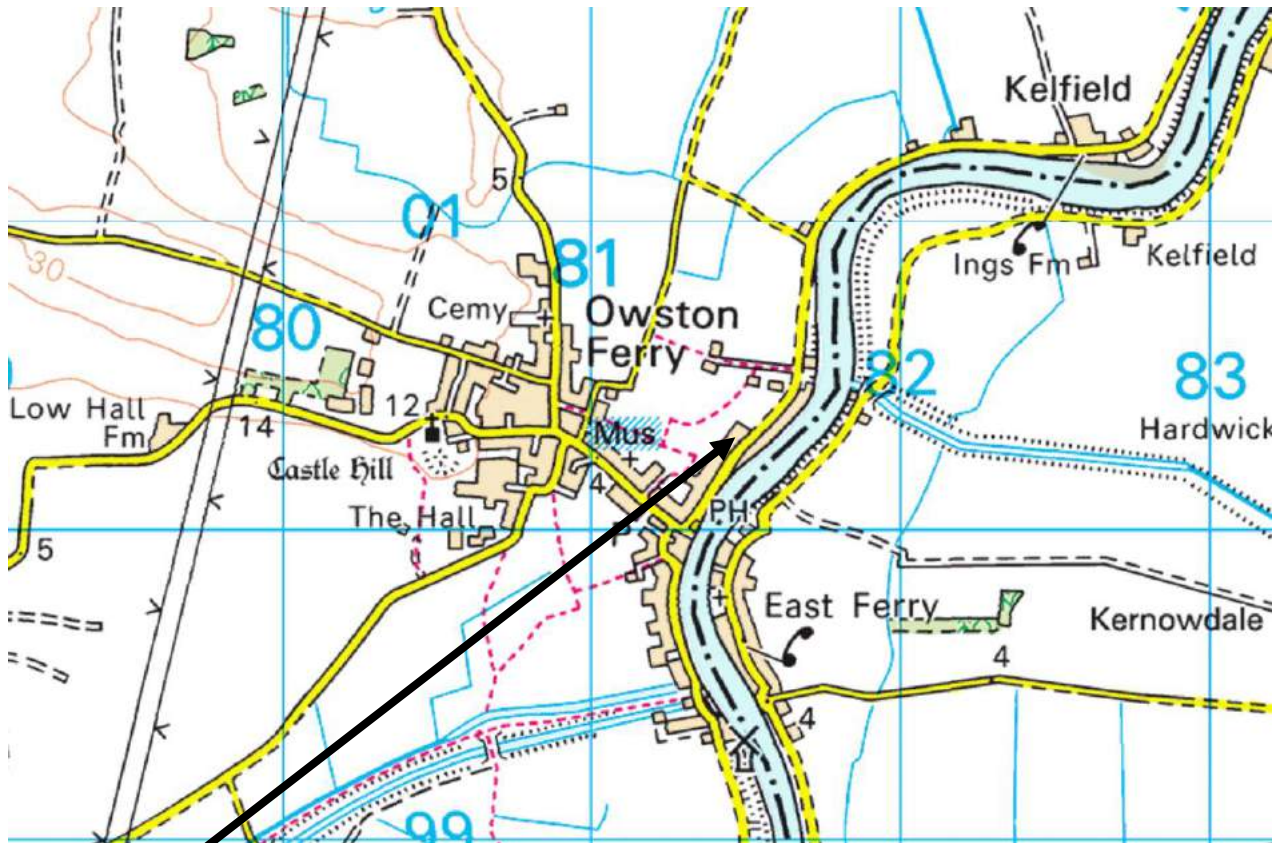 Kelfield
5
01
30
81
Ings Fm
Kelfield
Cemy
Owston
Ferry
80
82
83
Low Hall
Fm
12
14
Mus
Hardwick
Castle Hill
4
The Hall
PH
P
5
East Ferry
Kernowdale
4
4
99